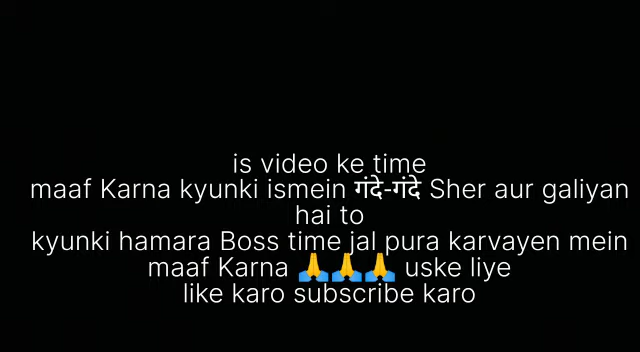 is video ke time
maaf Karna kyunki ismein गंदे-गंदे Sher aur galiyan
hai to
kyunki hamara Boss time jal pura karvayen mein
maaf Karna 🙏🙏🙏 uske liye
like karo subscribe karo